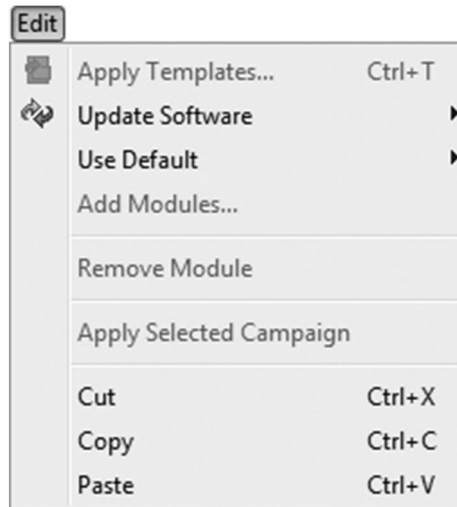 Edit
Apply Templates... Ctrl+T
Update Software
Use Default
Add Modules...
Remove Module
Apply Selected Campaign
Cut Ctrl+X
Copy Ctrl+C
Paste Ctrl+V